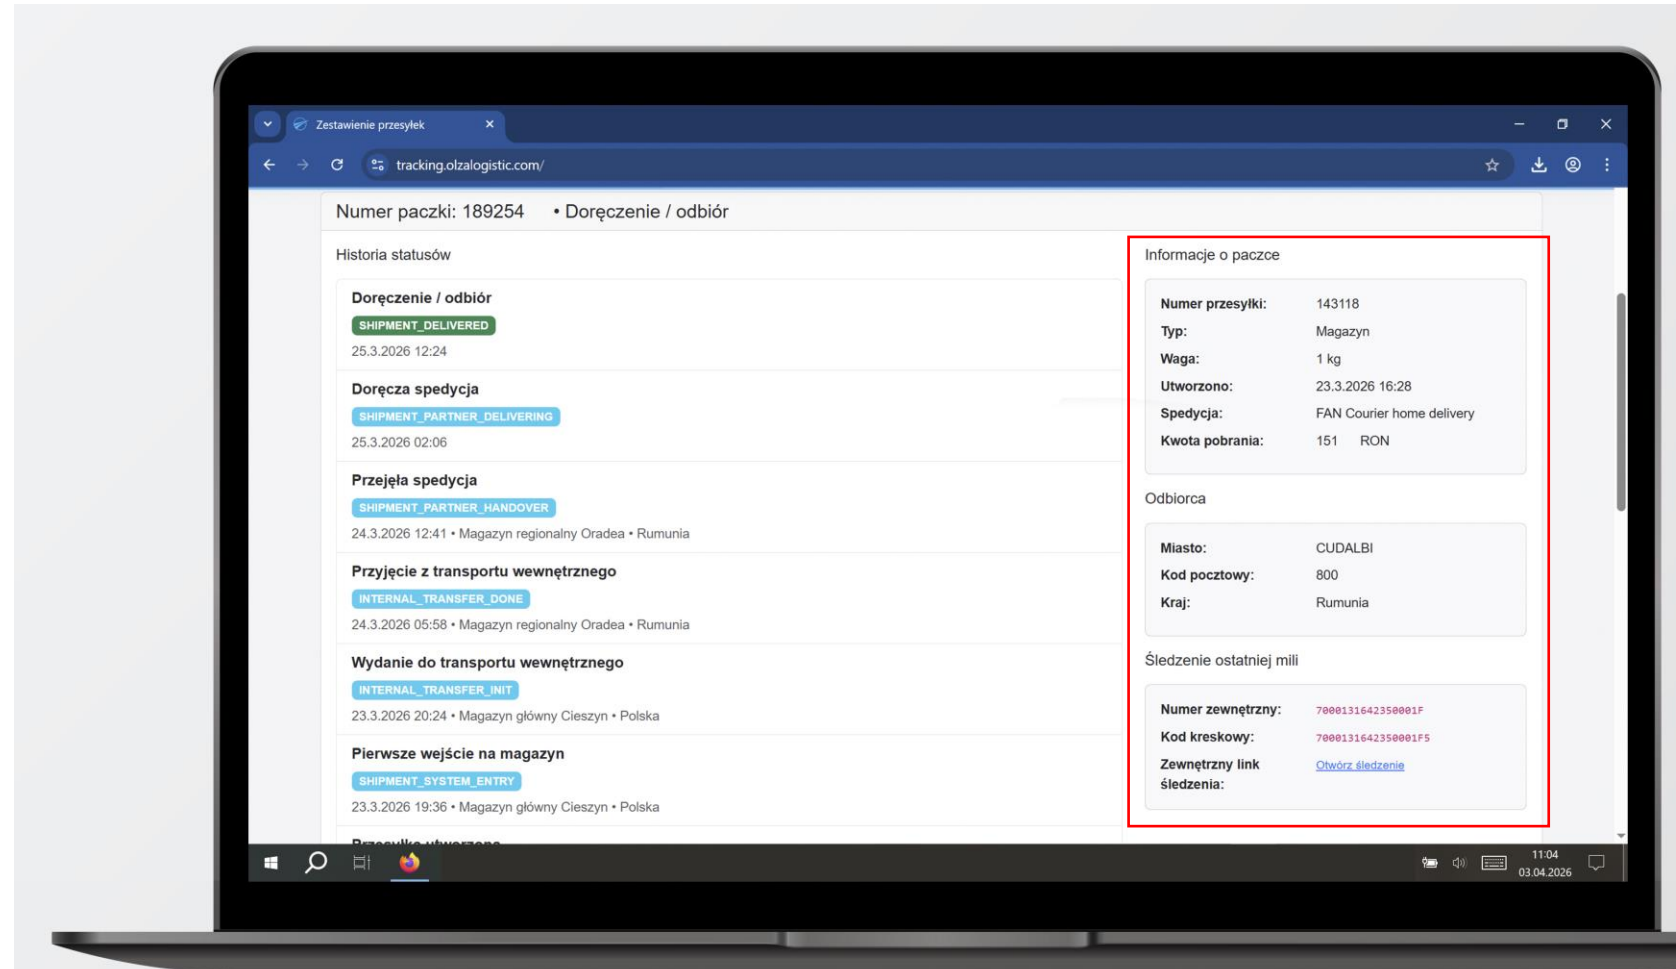 Zestawienie przesyłek
tracking.olzalogistic.com/
Numer paczki: 189254 • Doręczenie / odbiór
Historia statusów
Doręczenie / odbiór
SHIPMENT_DELIVERED
25.3.2026 12:24
Doręcza spedycja
SHIPMENT_PARTNER_DELIVERING
25.3.2026 02:06
Przejęła spedycja
SHIPMENT_PARTNER_HANDOVER
24.3.2026 12:41 • Magazyn regionalny Oradea • Rumunia
Przyjęcie z transportu wewnętrznego
INTERNAL_TRANSFER_DONE
24.3.2026 05:58 • Magazyn regionalny Oradea • Rumunia
Wydanie do transportu wewnętrznego
INTERNAL_TRANSFER_INIT
23.3.2026 20:24 • Magazyn główny Cieszyn • Polska
Pierwsze wejście na magazyn
SHIPMENT_SYSTEM_ENTRY
23.3.2026 19:36 • Magazyn główny Cieszyn • Polska
Przesyłka utworzona
Informacje o paczce
Numer przesyłki: 143118
Typ: Magazyn
Waga: 1 kg
Utworzono: 23.3.2026 16:28
Spedycja: FAN Courier home delivery
Kwota pobrania: 151 RON
Odbiorca
Miasto: CUDALBI
Kod pocztowy: 800
Kraj: Rumunia
Śledzenie ostatniej mili
Numer zewnętrzny: 7000131642350001F
Kod kreskowy: 7000131642350001F5
Zewnętrzny link Otwórz śledzenie
śledzenia:
11:04
03.04.2026